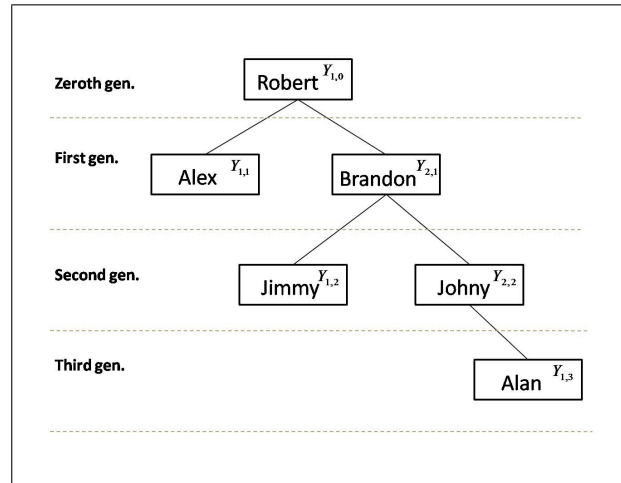 Zeroth gen. Robert Y1,0
First gen. Alex Y1,1 Brandon Y2,1
Second gen. Jimmy Y1,2 Johny Y2,2
Third gen. Alan Y1,3